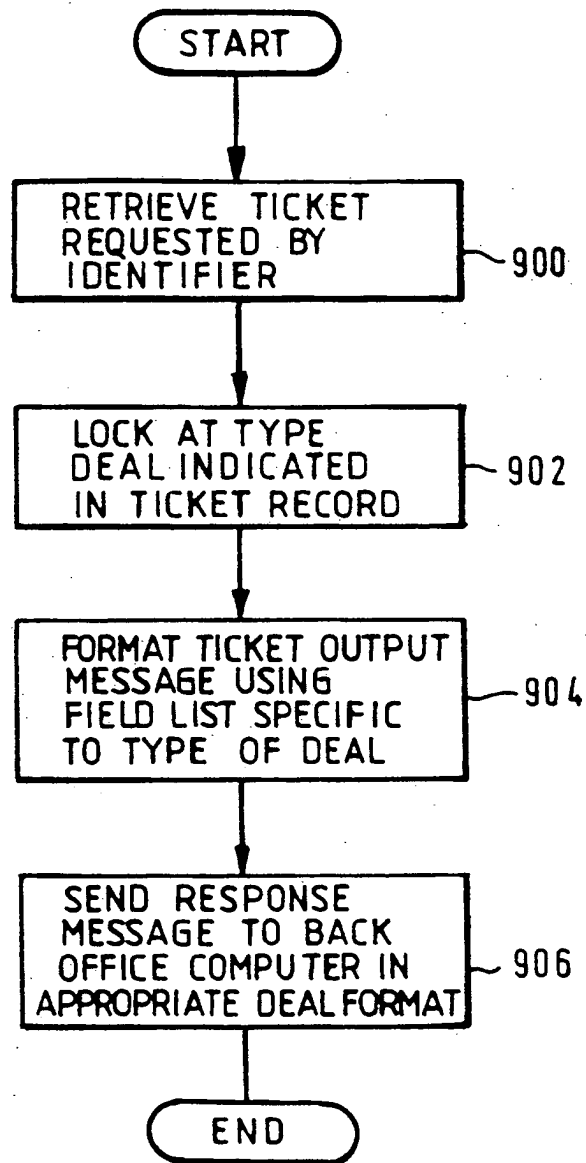 START
RETRIEVE TICKET
REQUESTED BY
IDENTIFIER
900
LOCK AT TYPE
DEAL INDICATED
IN TICKET RECORD
902
FORMAT TICKET OUTPUT
MESSAGE USING
FIELD LIST SPECIFIC
TO TYPE OF DEAL
904
SEND RESPONSE
MESSAGE TO BACK
OFFICE COMPUTER IN
APPROPRIATE DEAL FORMAT
906
END